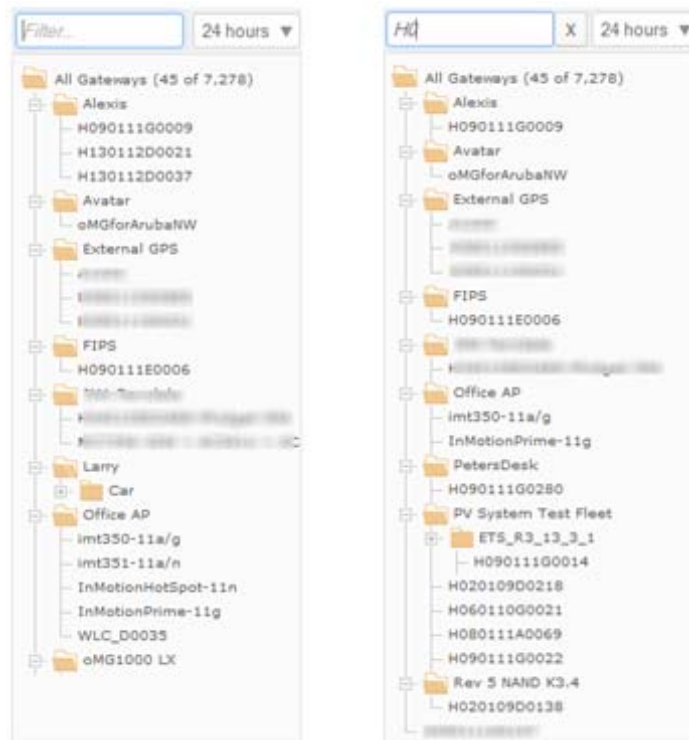 Filter...
24 hours
All Gateways (45 of 7,278)
Alexis
H090111G0009
H130112D0021
H130112D0037
Avatar
oMGforArubaNW
External GPS
FIPS
H090111E0006
Larry
Car
Office AP
imt350-11a/g
imt351-11a/n
InMotionHotSpot-11n
InMotionPrime-11g
WLC_D0035
oMG1000 LX
H0
X
24 hours
All Gateways (45 of 7,278)
Alexis
H090111G0009
Avatar
oMGforArubaNW
External GPS
FIPS
H090111E0006
Office AP
imt350-11a/g
InMotionPrime-11g
PetersDesk
H090111G0280
PV System Test Fleet
ETS_R3_13_3_1
H090111G0014
H020109D0218
H060110G0021
H080111A0069
H090111G0022
Rev 5 NAND K3.4
H020109D0138